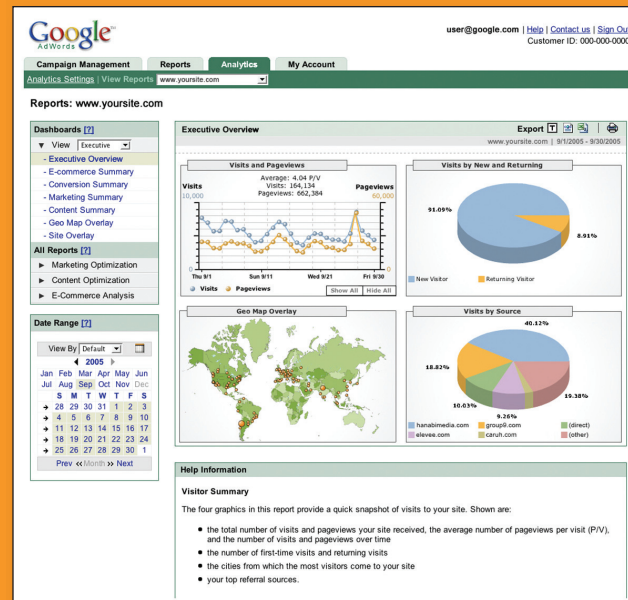 Google™
AdWords
user@google.com | Help | Contact us | Sign Out
Customer ID: 000-000-0000
Campaign Management Reports Analytics My Account
Analytics Settings | View Reports www.yoursite.com
Reports: www.yoursite.com
Dashboards [?]
View Executive
- Executive Overview
- E-commerce Summary
- Conversion Summary
- Marketing Summary
- Content Summary
- Geo Map Overlay
- Site Overlay
All Reports [?]
Marketing Optimization
Content Optimization
E-Commerce Analysis
Date Range [?]
View By Default
2005
Jan Feb Mar Apr May Jun
Jul Aug Sep Oct Nov Dec
S M T W T F S
28 29 30 31 1 2 3
4 5 6 7 8 9 10
11 12 13 14 15 16 17
18 19 20 21 22 23 24
25 26 27 28 29 30 1
Prev << Month >> Next
Executive Overview Export T
www.yoursite.com | 9/1/2005 - 9/30/2005
Visits and Pageviews
Average: 4.04 P/V
Visits Visits: 164,134 Pageviews
10,000 Pageviews: 662,384 60,000
0 0
Thu 9/1 Sun 9/11 Wed 9/21 Fri 9/30
Visits Pageviews Show All Hide All
Visits by New and Returning
91.09%
8.91%
New Visitor Returning Visitor
Geo Map Overlay
Visits by Source
40.12%
18.82%
19.38%
10.03%
9.26%
hanabimedia.com group9.com (direct)
elevee.com caruh.com (other)
Help Information
Visitor Summary
The four graphics in this report provide a quick snapshot of visits to your site. Shown are:
• the total number of visits and pageviews your site received, the average number of pageviews per visit (P/V),
and the number of visits and pageviews over time
• the number of first-time visits and returning visits
• the cities from which the most visitors come to your site
• your top referral sources.